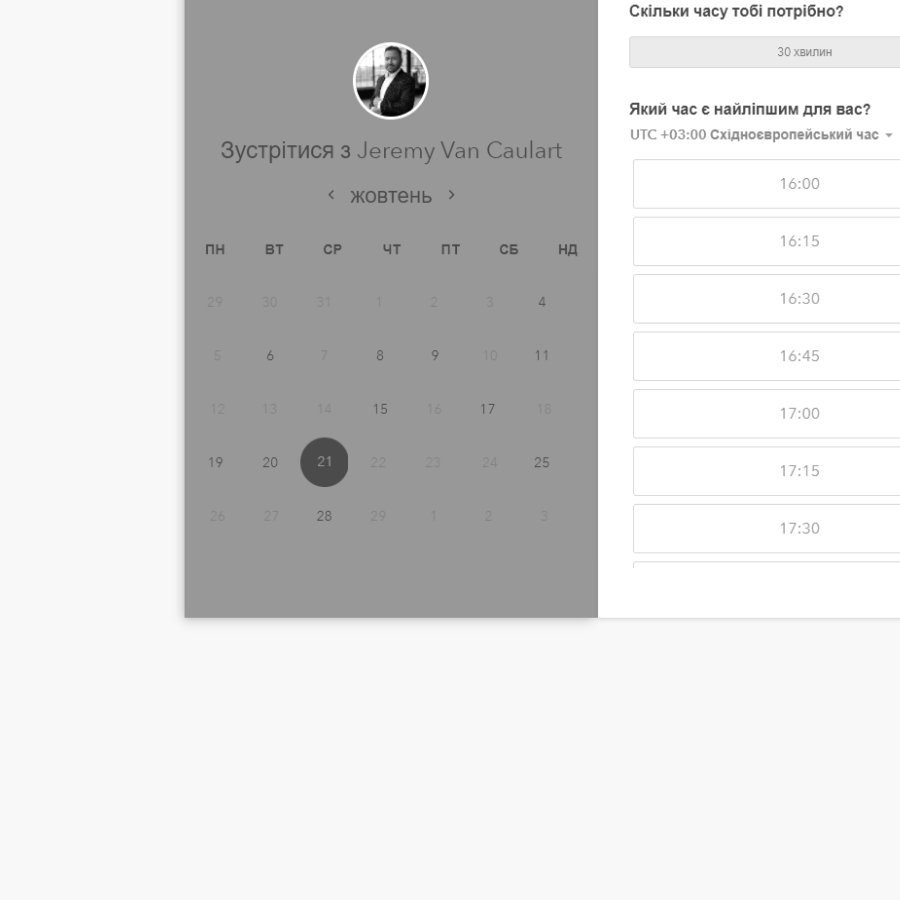 Зустрітися з Jeremy Van Caulart
жовтень
ПН ВТ СР ЧТ ПТ СБ НД
29 30 31 1 2 3 4
5 6 7 8 9 10 11
12 13 14 15 16 17 18
19 20 21 22 23 24 25
26 27 28 29 1 2 3
Скільки часу тобі потрібно?
30 хвилин
Який час є найліпшим для вас?
UTC +03:00 Східноєвропейський час
16:00
16:15
16:30
16:45
17:00
17:15
17:30